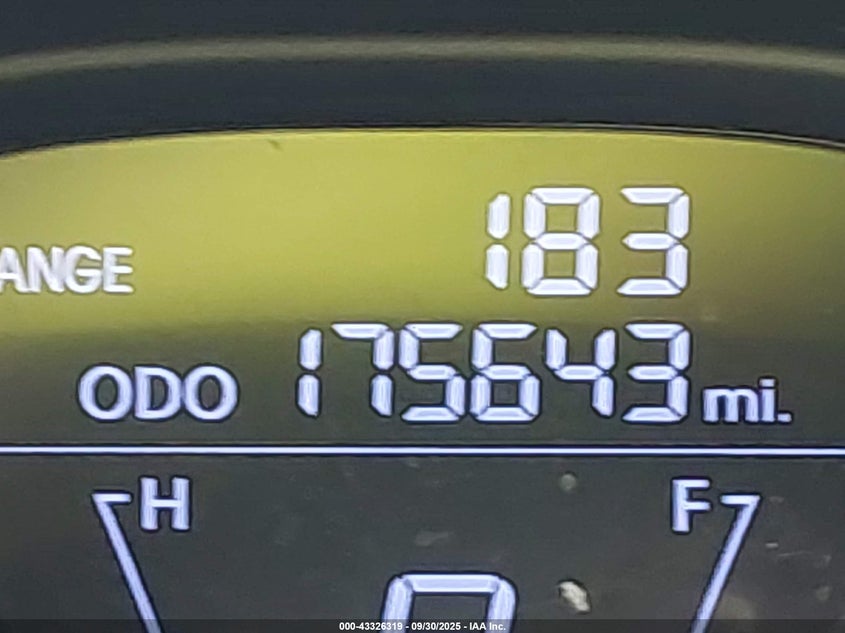 183
ANGE
ODO 175643 mi.
H F
000-43326319 - 09/30/2025 - IAA Inc.